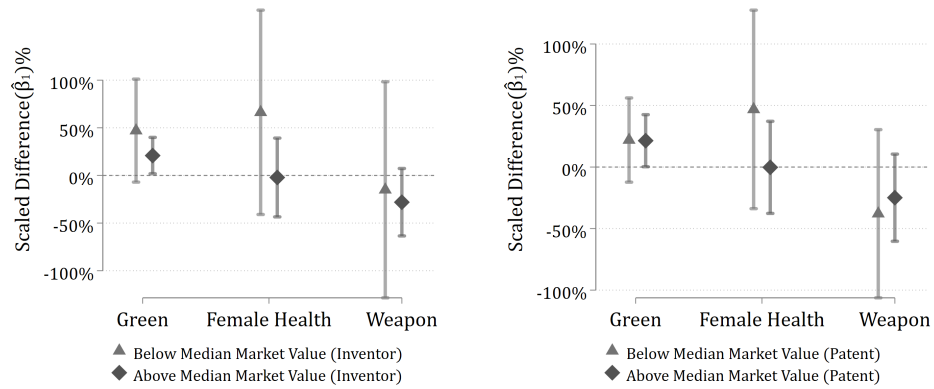 Scaled Difference(β̂₁)%
100%
50%
0%
-50%
-100%
Green Female Health Weapon
Below Median Market Value (Inventor)
Above Median Market Value (Inventor)
Scaled Difference(β̂₁)%
100%
50%
0%
-50%
-100%
Green Female Health Weapon
Below Median Market Value (Patent)
Above Median Market Value (Patent)